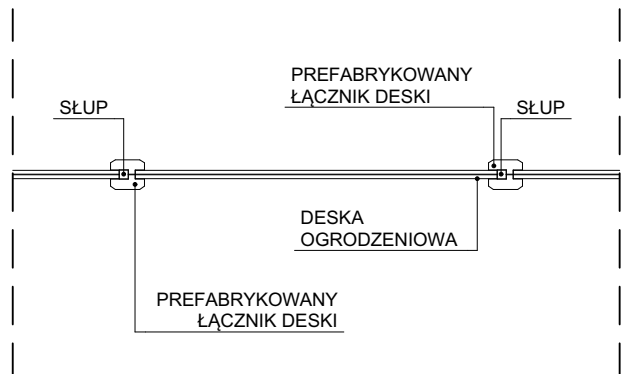 PREFABRYKOWANY
ŁĄCZNIK DESKI
SŁUP
SŁUP
DESKA
OGRODZENIOWA
PREFABRYKOWANY
ŁĄCZNIK DESKI